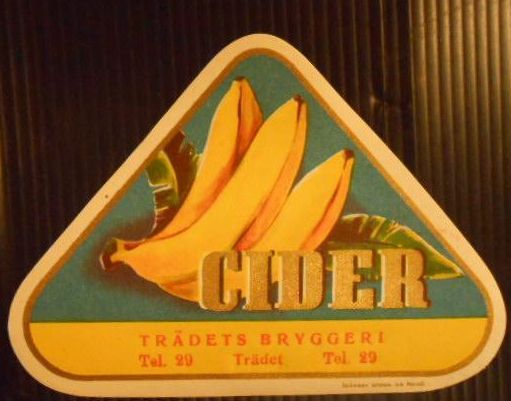 CIDER
TRÄDETS BRYGGERI
Tel. 29 Trädet Tel. 29